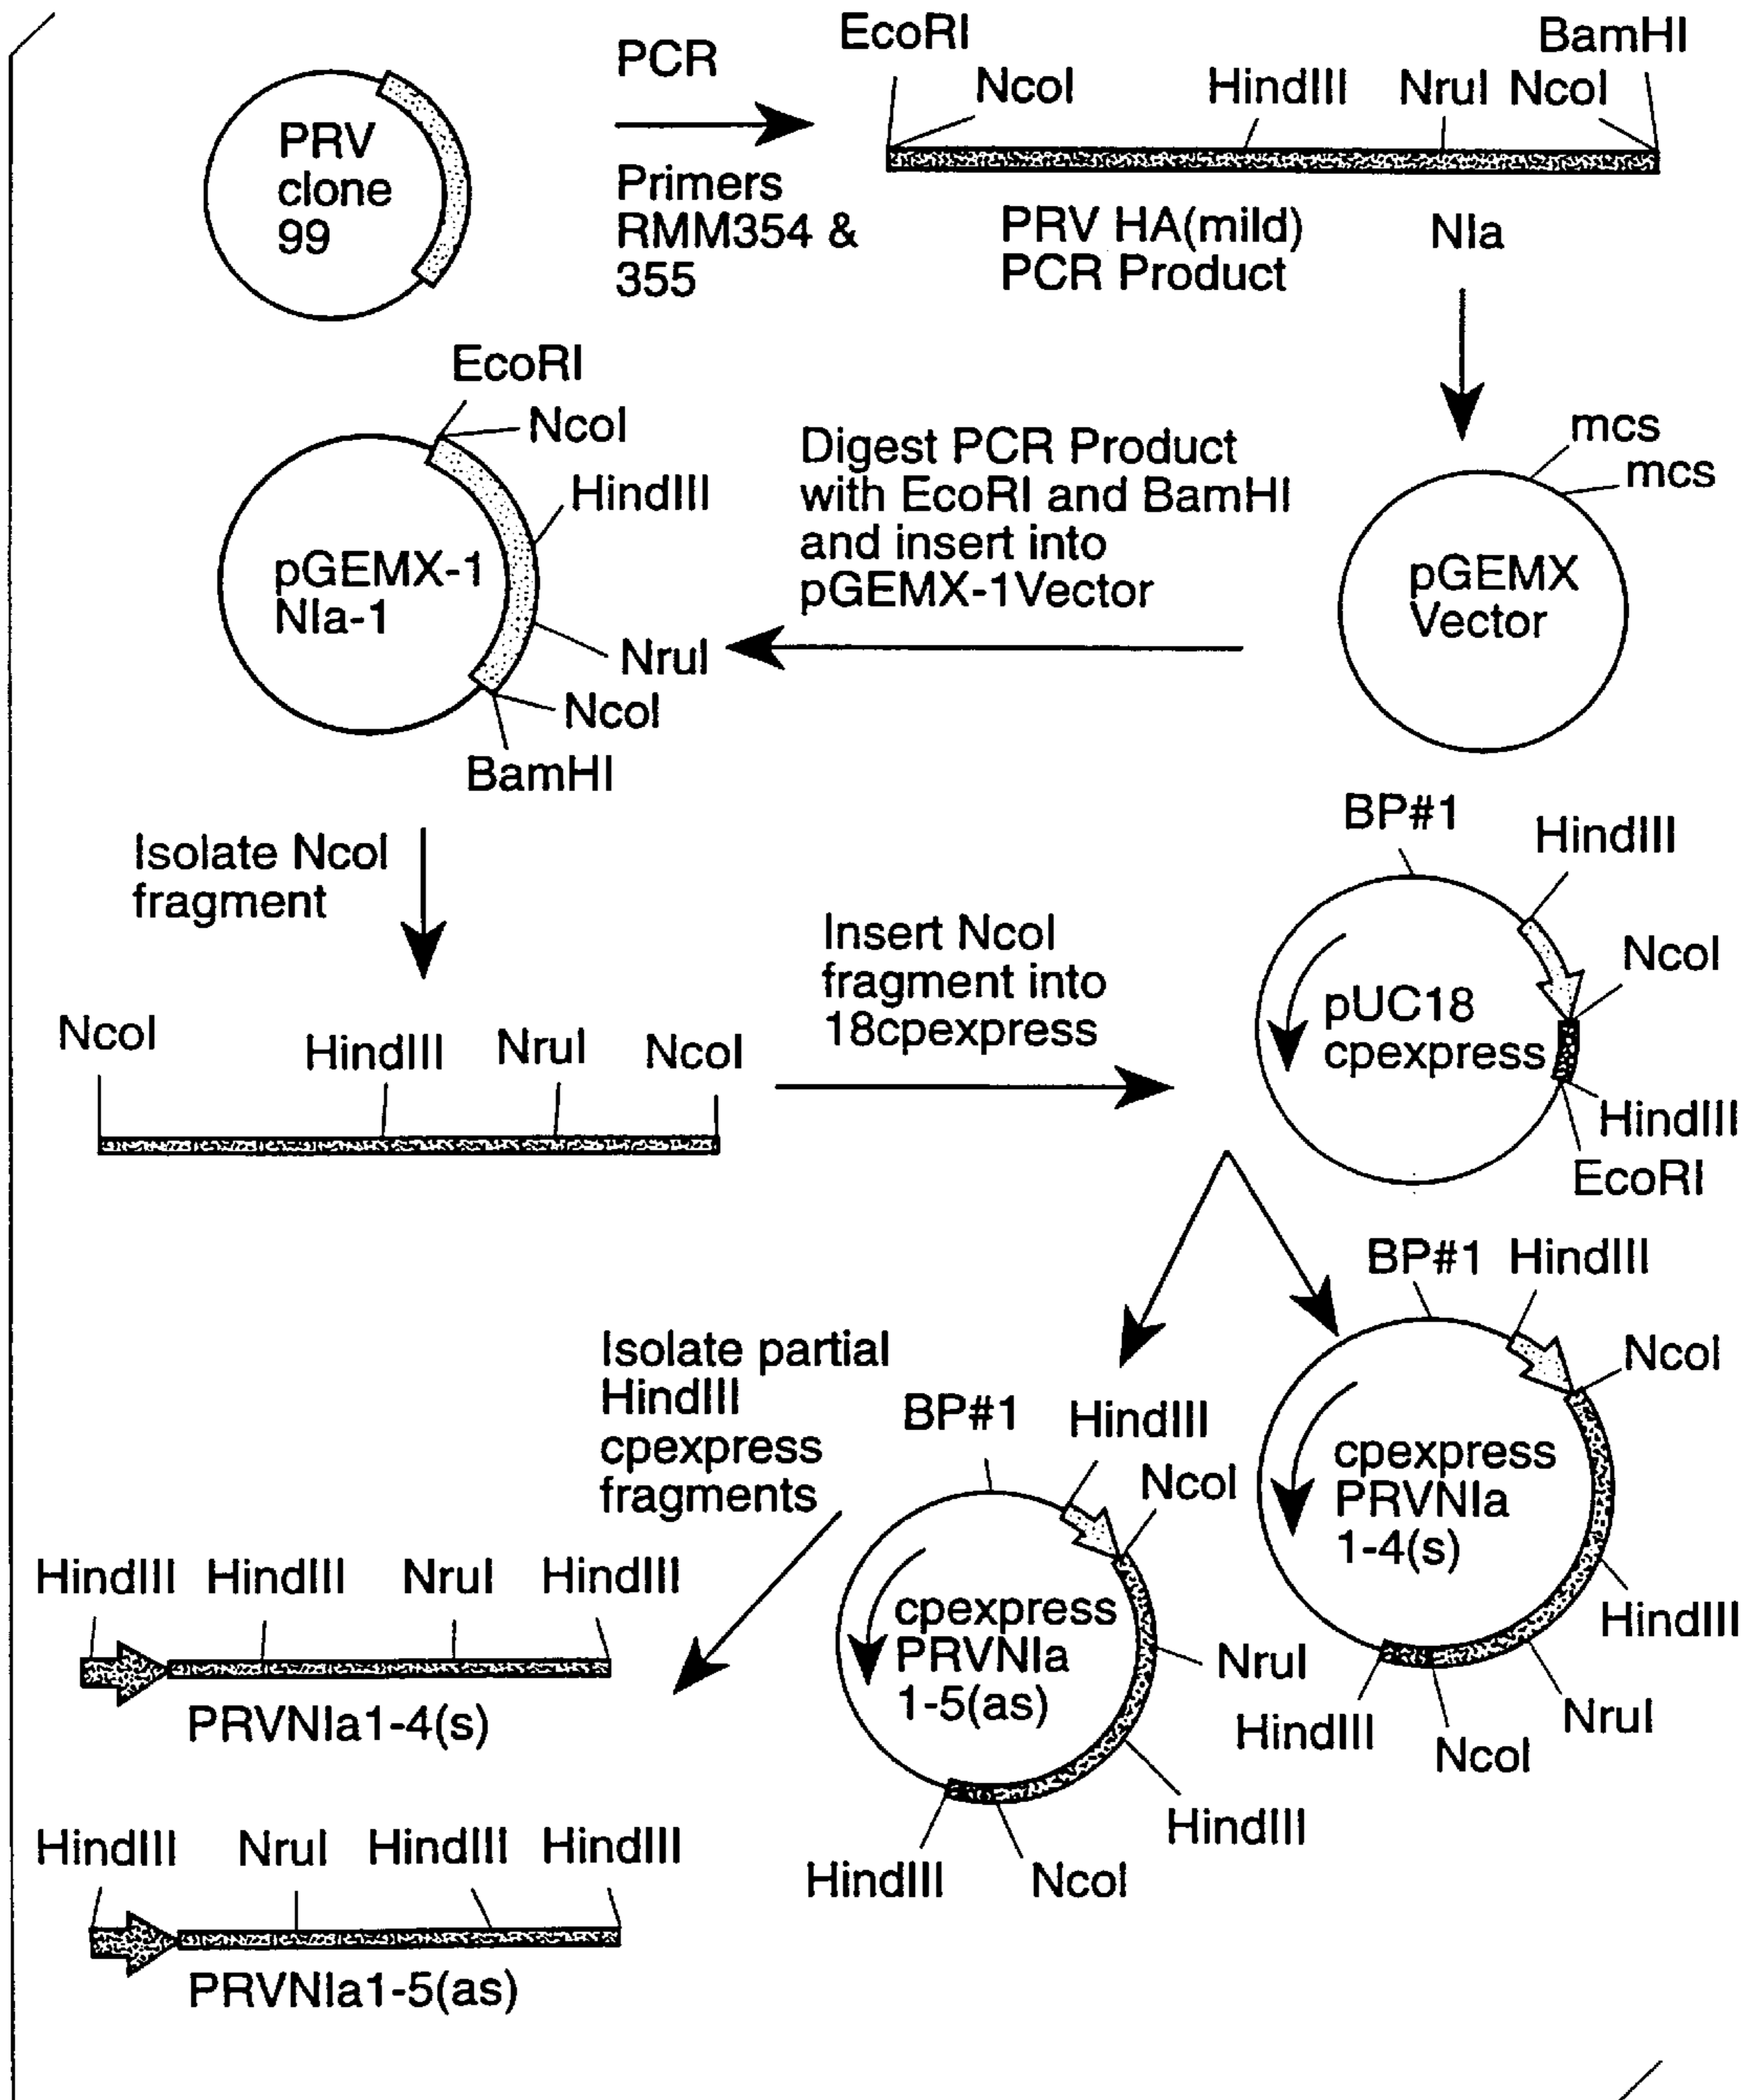 PRV
clone
99
PCR
Primers
RMM354 &
355
EcoRI
NcoI
HindIII
NruI
NcoI
BamHI
PRV HA(mild)
PCR Product
NIa
mcs
mcs
pGEMX
Vector
Digest PCR Product
with EcoRI and BamHI
and insert into
pGEMX-1Vector
EcoRI
NcoI
HindIII
pGEMX-1
NIa-1
NruI
NcoI
BamHI
Isolate NcoI
fragment
NcoI
HindIII
NruI
NcoI
Insert NcoI
fragment into
18cpexpress
BP#1
HindIII
NcoI
pUC18
cpexpress
HindIII
EcoRI
BP#1
HindIII
NcoI
cpexpress
PRVNIa
1-4(s)
HindIII
NruI
NcoI
HindIII
BP#1
HindIII
NcoI
cpexpress
PRVNIa
1-5(as)
NruI
HindIII
NcoI
HindIII
Isolate partial
HindIII
cpexpress
fragments
HindIII
HindIII
NruI
HindIII
PRVNIa1-4(s)
HindIII
NruI
HindIII
HindIII
PRVNIa1-5(as)